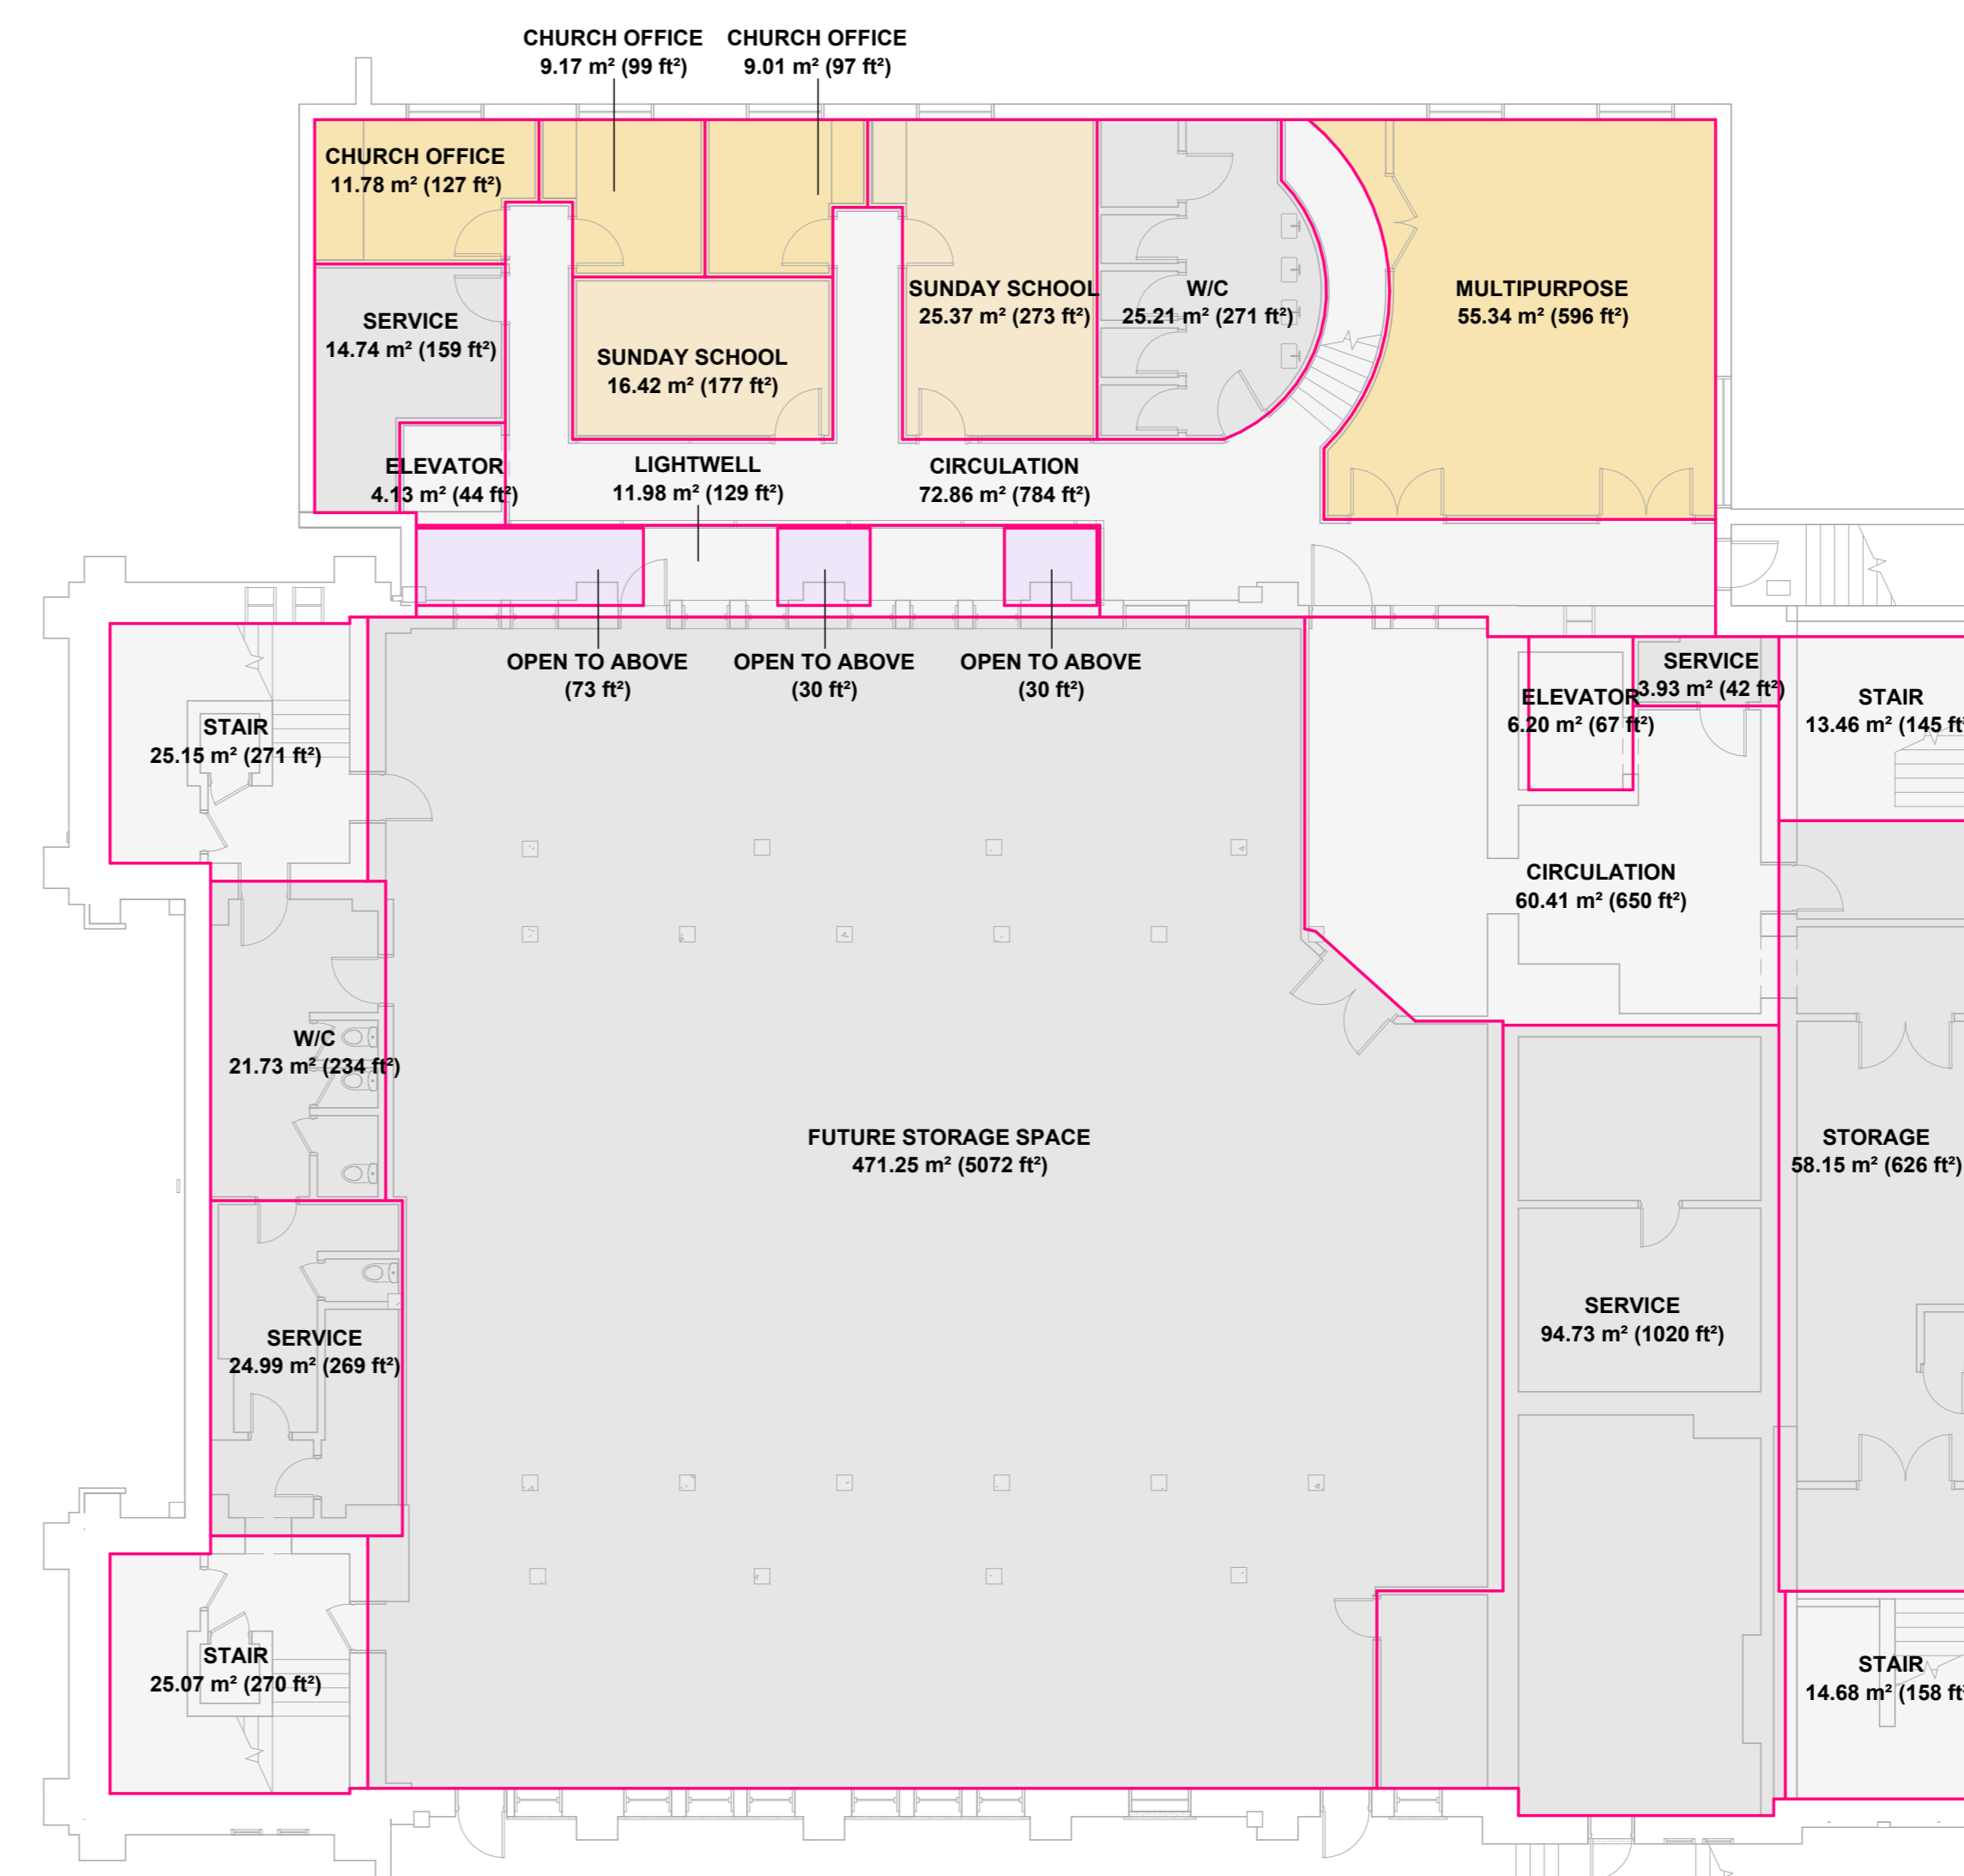 CHURCH OFFICE
9.17 m² (99 ft²)
CHURCH OFFICE
9.01 m² (97 ft²)
CHURCH OFFICE
11.78 m² (127 ft²)
SERVICE
14.74 m² (159 ft²)
SUNDAY SCHOOL
16.42 m² (177 ft²)
SUNDAY SCHOOL
25.37 m² (273 ft²)
W/C
25.21 m² (271 ft²)
MULTIPURPOSE
55.34 m² (596 ft²)
ELEVATOR
4.13 m² (44 ft²)
LIGHTWELL
11.98 m² (129 ft²)
CIRCULATION
72.86 m² (784 ft²)
OPEN TO ABOVE
(73 ft²)
OPEN TO ABOVE
(30 ft²)
OPEN TO ABOVE
(30 ft²)
STAIR
25.15 m² (271 ft²)
ELEVATOR
6.20 m² (67 ft²)
SERVICE
3.93 m² (42 ft²)
STAIR
13.46 m² (145 ft²
CIRCULATION
60.41 m² (650 ft²)
W/C
21.73 m² (234 ft²)
FUTURE STORAGE SPACE
471.25 m² (5072 ft²)
STORAGE
58.15 m² (626 ft²)
SERVICE
24.99 m² (269 ft²)
SERVICE
94.73 m² (1020 ft²)
STAIR
25.07 m² (270 ft²)
STAIR
14.68 m² (158 ft²